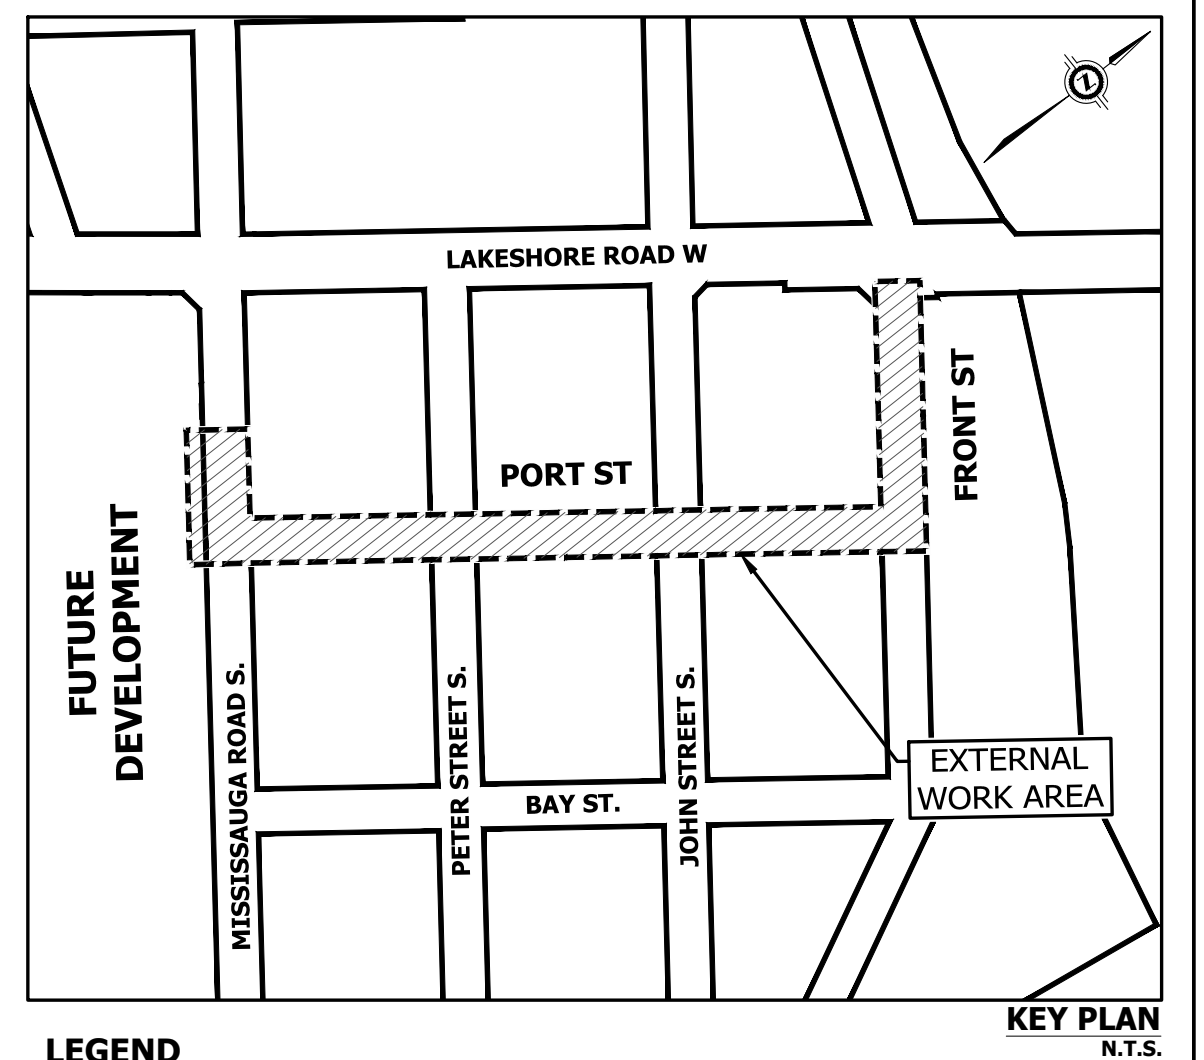 N
LAKESHORE ROAD W
FRONT ST
PORT ST
FUTURE
DEVELOPMENT
MISSISSAUGA ROAD S.
PETER STREET S.
JOHN STREET S.
EXTERNAL
WORK AREA
BAY ST.
KEY PLAN
N.T.S.
LEGEND